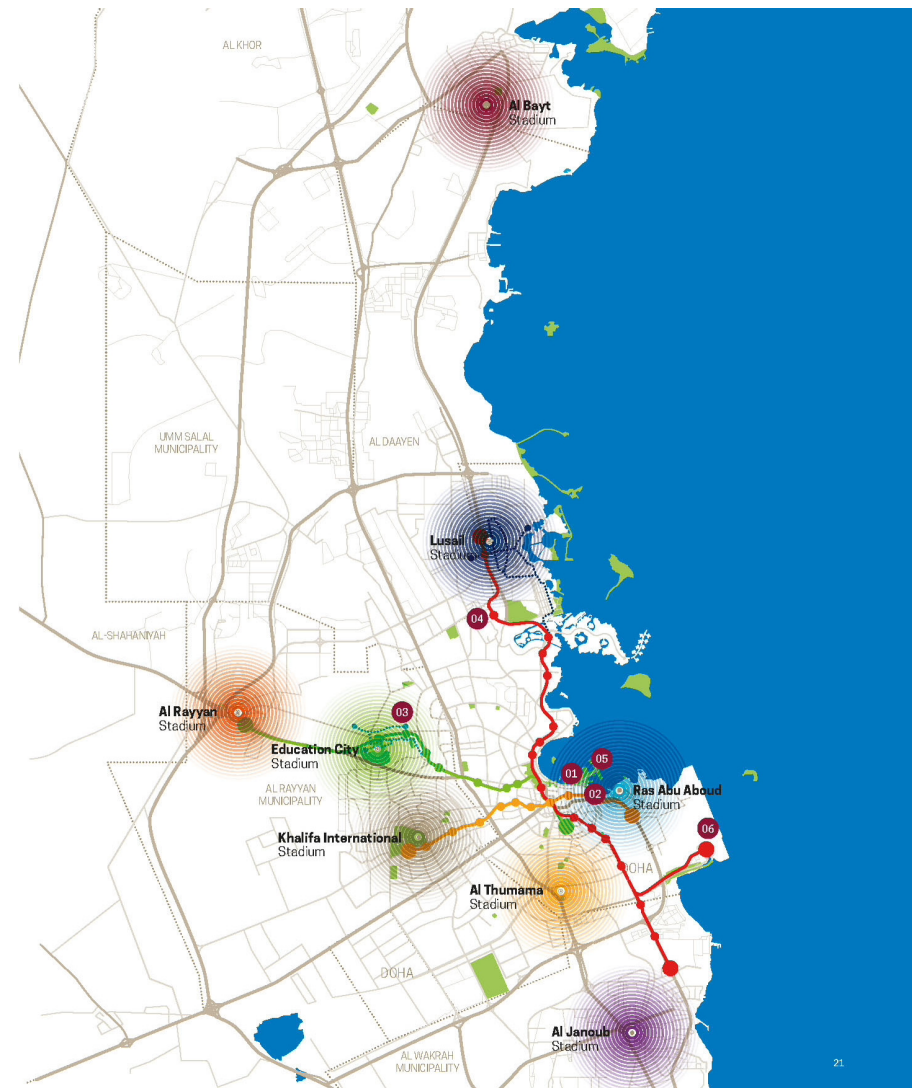 AL KHOR
Al Bayt
Stadium
UMM SALAL
MUNICIPALITY
AL DAAYEN
Lusail
Stadium
04
AL-SHAHANIYAH
Al Rayyan
Stadium
03
Education City
Stadium
05
01
02
Ras Abu Aboud
Stadium
AL RAYYAN
MUNICIPALITY
Khalifa International
Stadium
06
DOHA
Al Thumama
Stadium
DOHA
Al Janoub
Stadium
AL WAKRAH
MUNICIPALITY
21